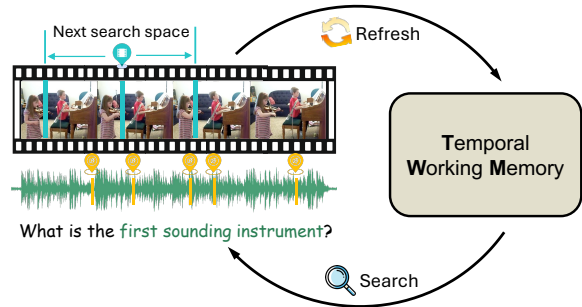 Next search space
Refresh
Temporal
Working Memory
What is the first sounding instrument?
Search